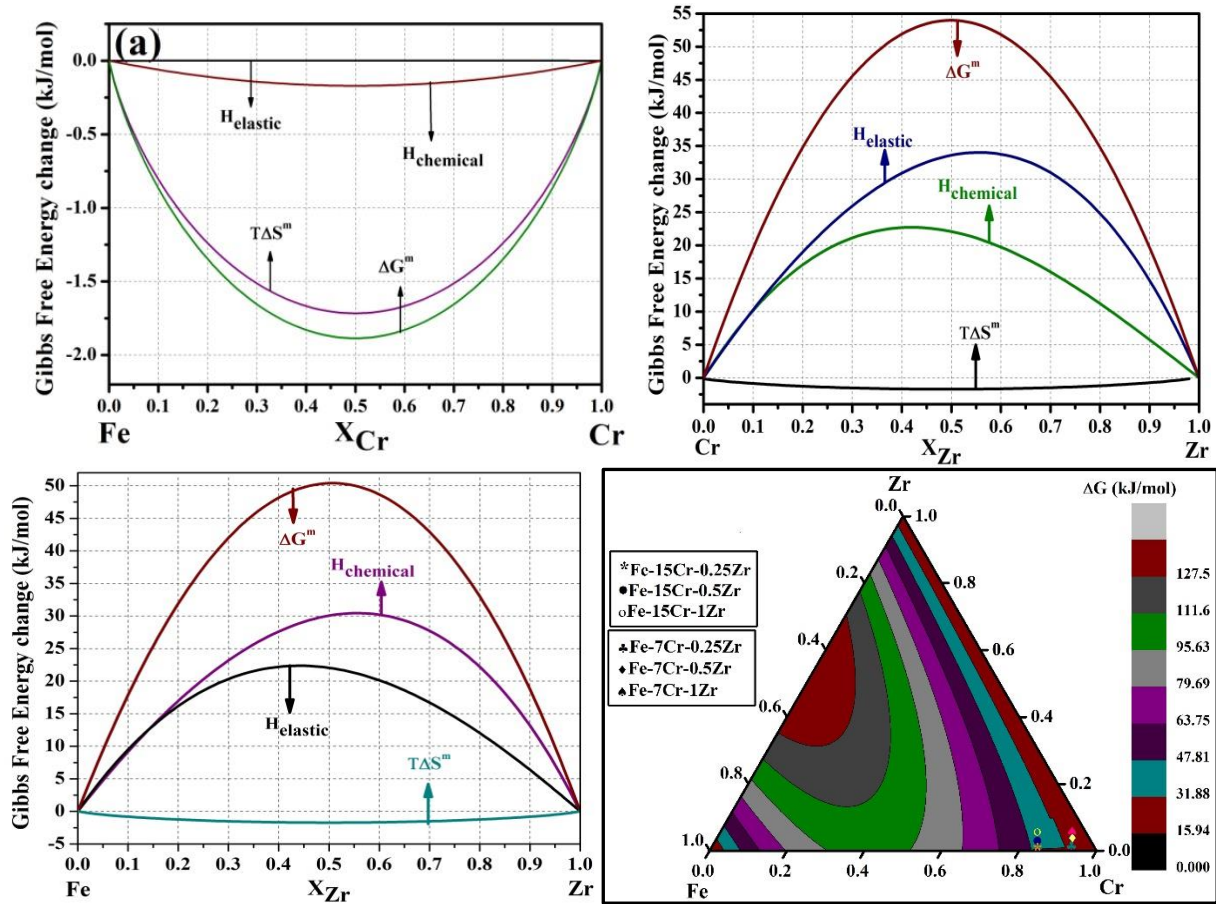 (a)
Gibbs Free Energy change (kJ/mol)
0.0
-0.5
-1.0
-1.5
-2.0
H_elastic
H_chemical
TΔS^m
ΔG^m
0.0 0.1 0.2 0.3 0.4 0.5 0.6 0.7 0.8 0.9 1.0
Fe X_Cr Cr
Gibbs Free Energy change (kJ/mol)
55
50
45
40
35
30
25
20
15
10
5
0
ΔG^m
H_elastic
H_chemical
TΔS^m
0.0 0.1 0.2 0.3 0.4 0.5 0.6 0.7 0.8 0.9 1.0
Cr X_Zr Zr
Gibbs Free Energy change (kJ/mol)
50
45
40
35
30
25
20
15
10
5
0
-5
ΔG^m
H_chemical
H_elastic
TΔS^m
0.0 0.1 0.2 0.3 0.4 0.5 0.6 0.7 0.8 0.9 1.0
Fe X_Zr Zr
Zr
ΔG (kJ/mol)
*Fe-15Cr-0.25Zr
●Fe-15Cr-0.5Zr
○Fe-15Cr-1Zr
♣Fe-7Cr-0.25Zr
♦Fe-7Cr-0.5Zr
♠Fe-7Cr-1Zr
0.0
0.2
0.4
0.6
0.8
1.0
1.0
0.8
0.6
0.4
0.2
0.0
0.0 0.2 0.4 0.6 0.8 1.0
Fe Cr
127.5
111.6
95.63
79.69
63.75
47.81
31.88
15.94
0.000